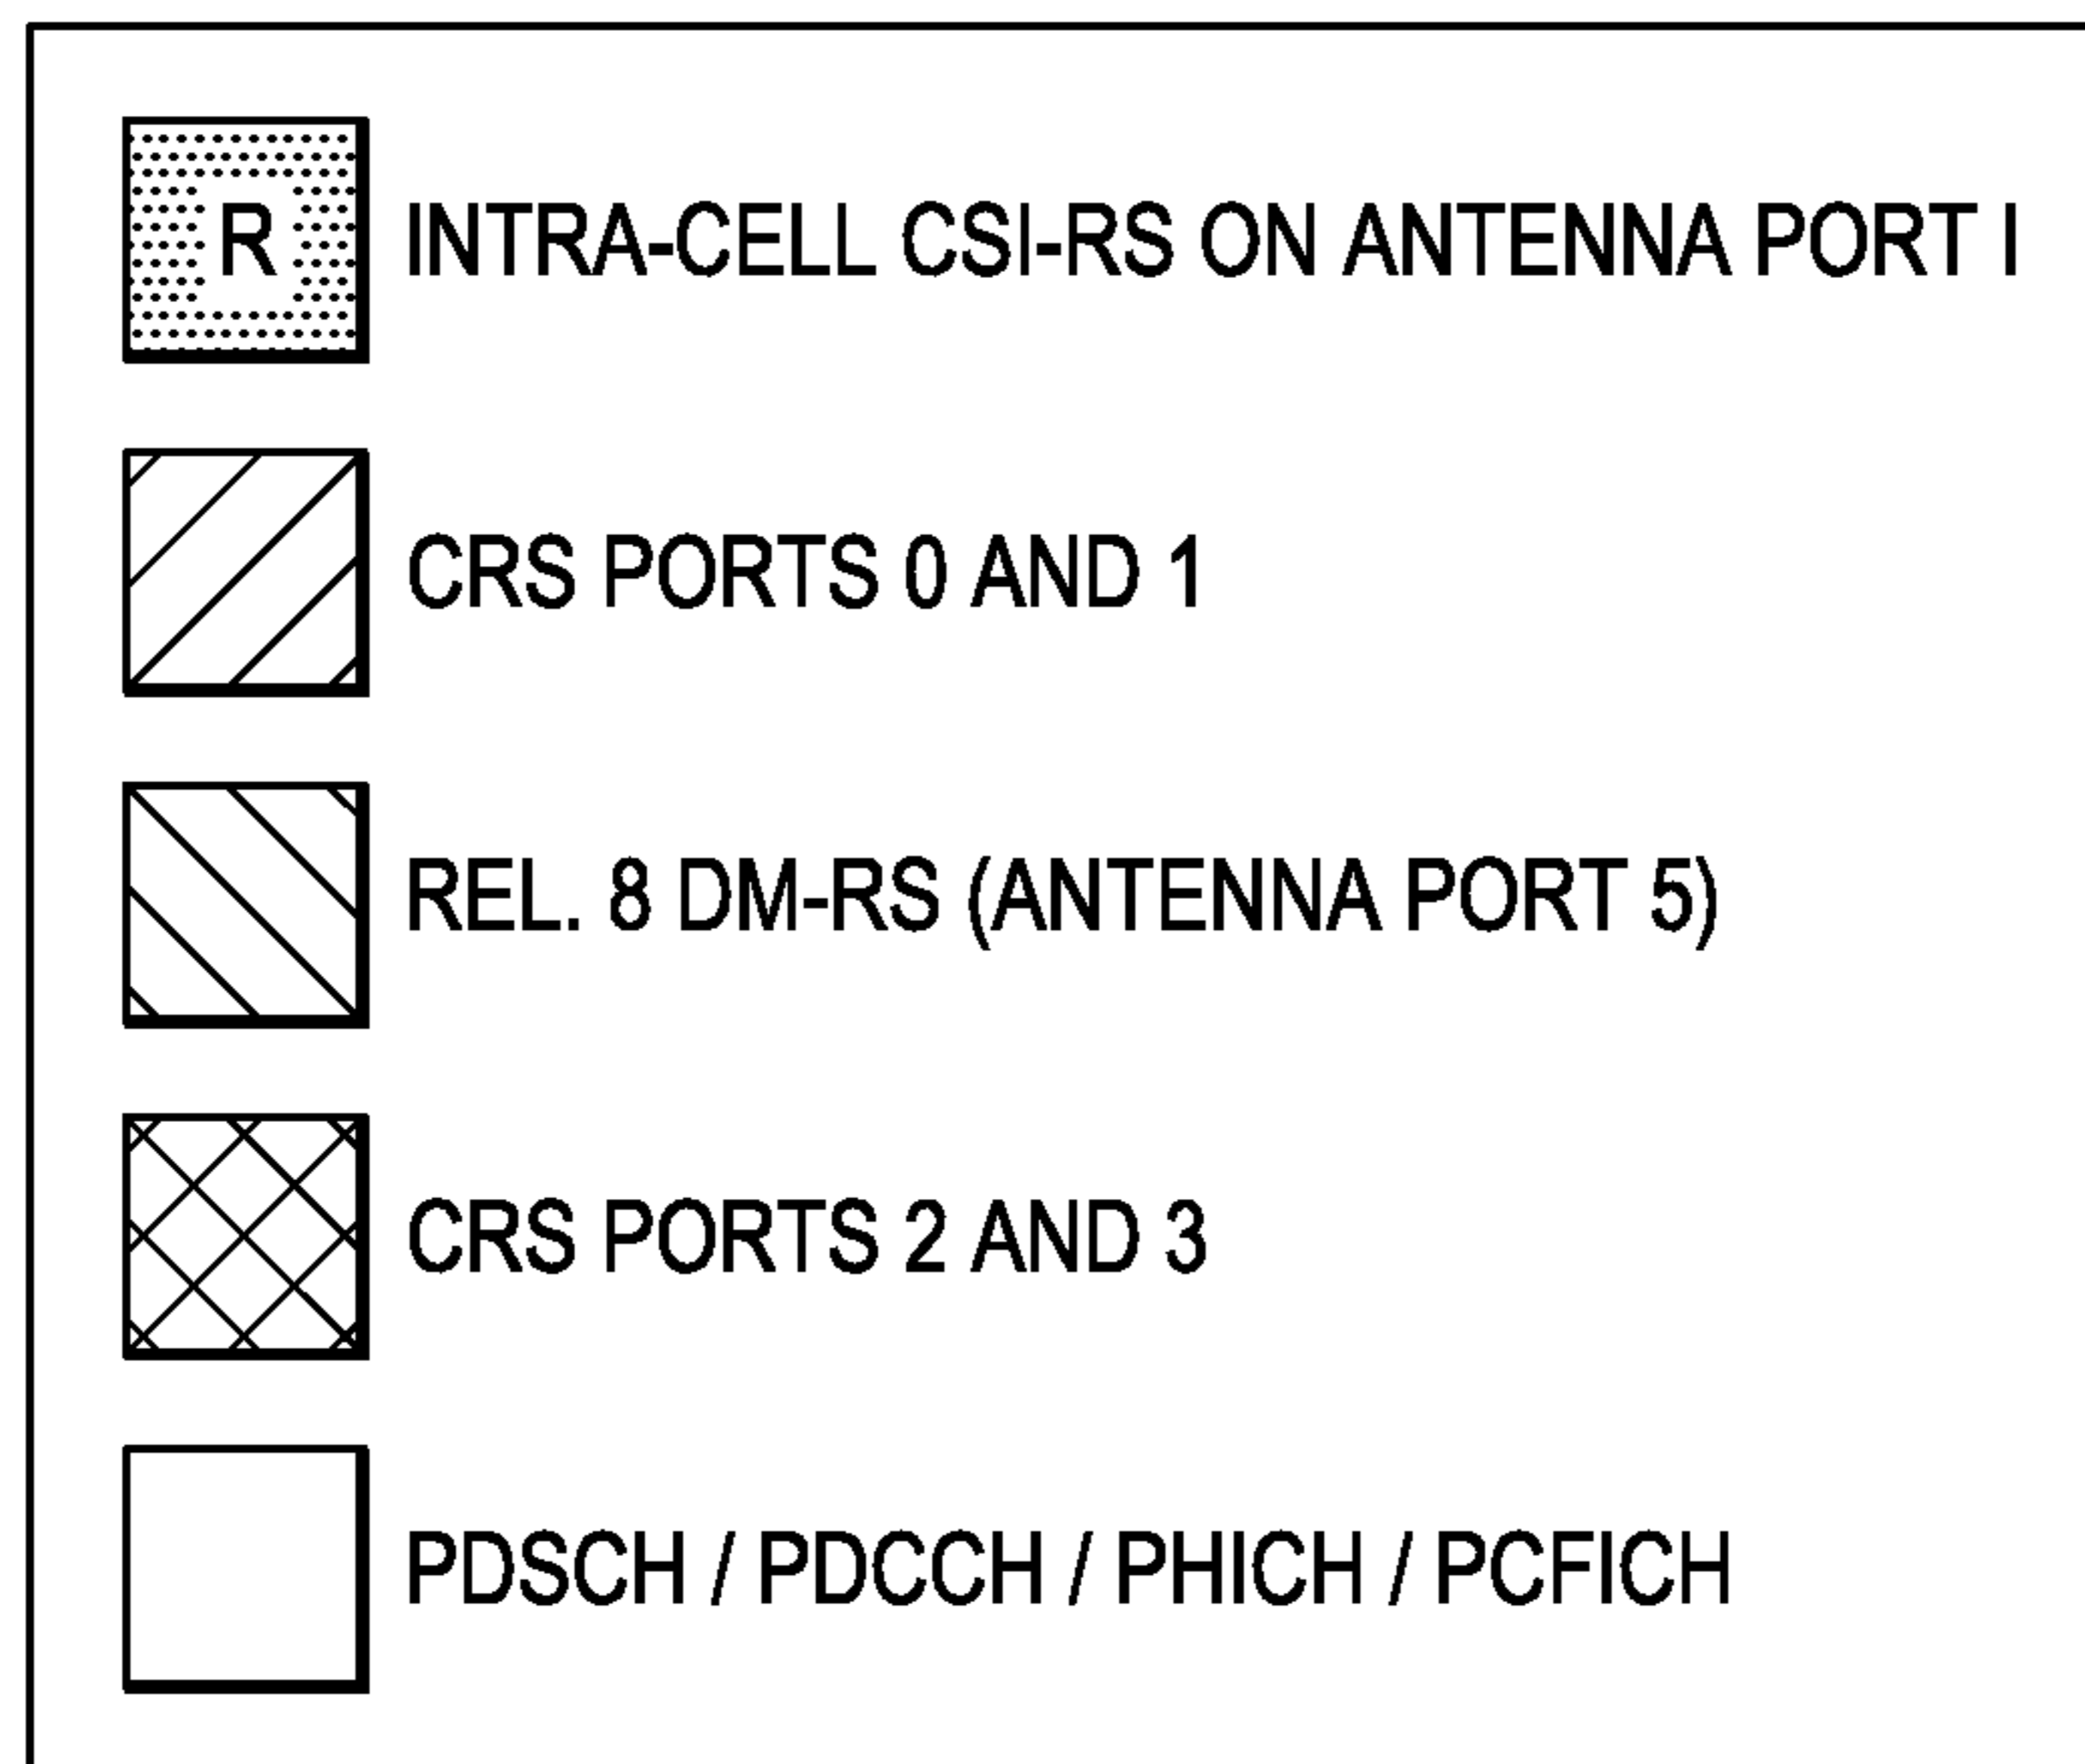 R INTRA-CELL CSI-RS ON ANTENNA PORT I
CRS PORTS 0 AND 1
REL. 8 DM-RS (ANTENNA PORT 5)
CRS PORTS 2 AND 3
PDSCH / PDCCH / PHICH / PCFICH